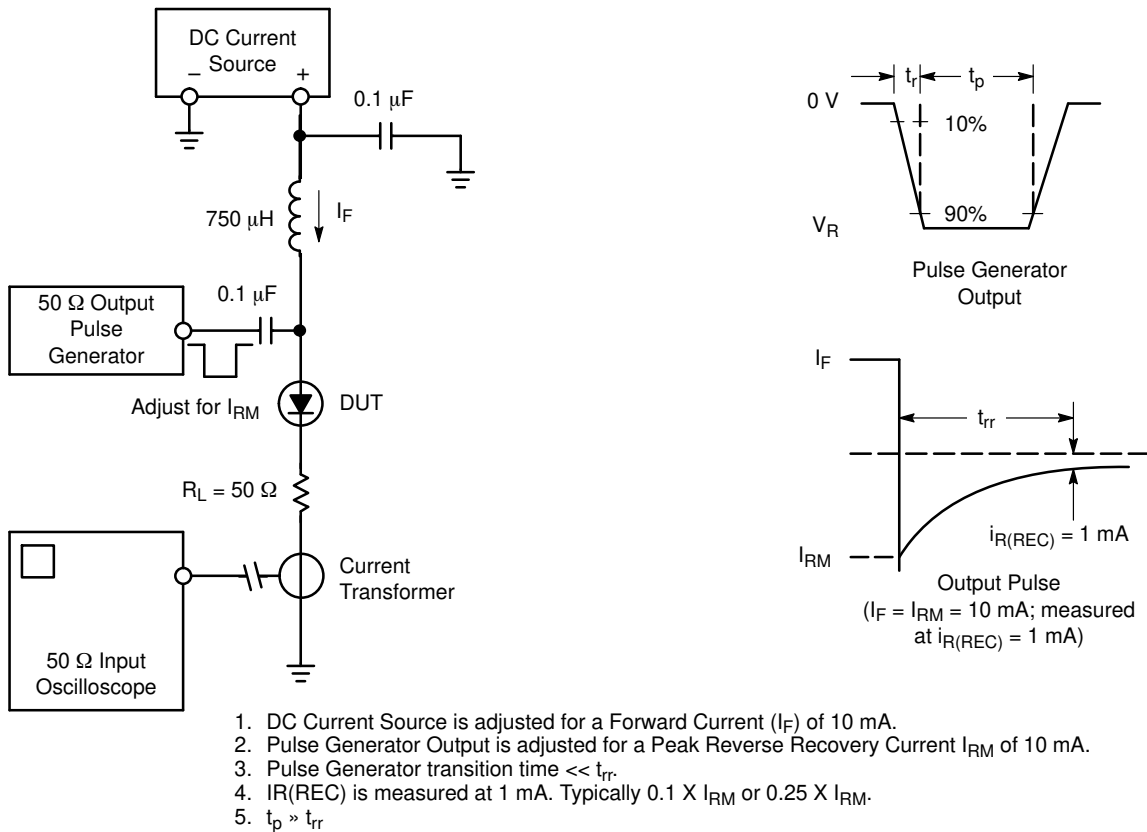 DC Current
Source
–
+
0.1 μF
750 μH
I_F
0.1 μF
50 Ω Output
Pulse
Generator
Adjust for I_RM
DUT
R_L = 50 Ω
Current
Transformer
50 Ω Input
Oscilloscope
t_r
t_p
0 V
10%
90%
V_R
Pulse Generator
Output
I_F
t_rr
i_R(REC) = 1 mA
I_RM
Output Pulse
(I_F = I_RM = 10 mA; measured
at i_R(REC) = 1 mA)
1. DC Current Source is adjusted for a Forward Current (I_F) of 10 mA.
2. Pulse Generator Output is adjusted for a Peak Reverse Recovery Current I_RM of 10 mA.
3. Pulse Generator transition time << t_rr.
4. IR(REC) is measured at 1 mA. Typically 0.1 X I_RM or 0.25 X I_RM.
5. t_p » t_rr